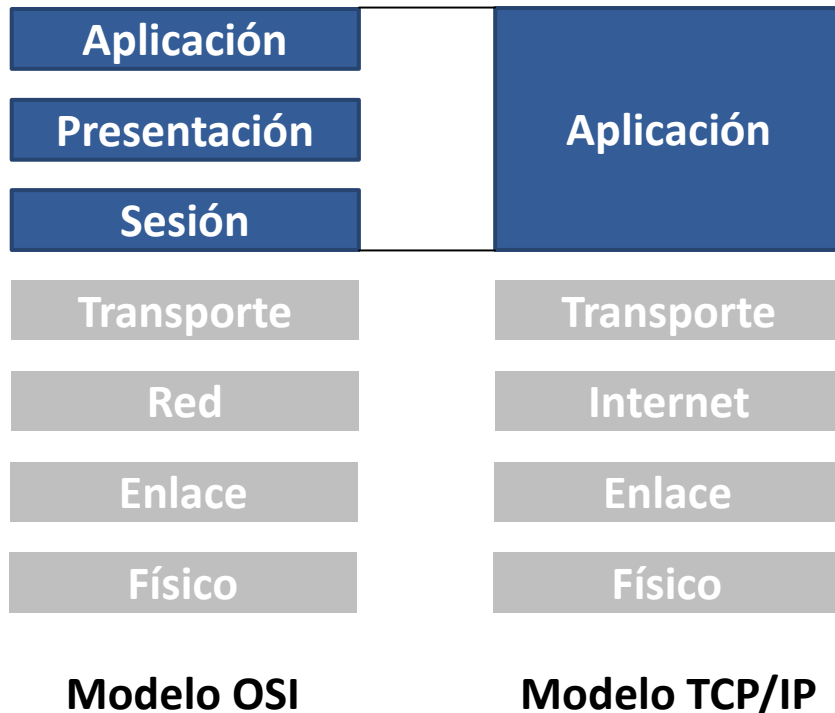 Aplicación
Presentación
Sesión
Transporte
Red
Enlace
Físico
Modelo OSI
Aplicación
Transporte
Internet
Enlace
Físico
Modelo TCP/IP